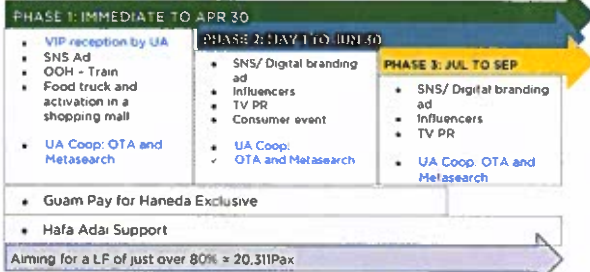 PHASE 1: IMMEDIATE TO APR 30
• VIP reception by UA
• SNS Ad
• OOH - Train
• Food truck and
activation in a
shopping mall
• UA Coop: OTA and
Metasearch
PHASE 2: MAY 1 TO JUN 30
• SNS/ Digital branding
ad
• Influencers
• TV PR
• Consumer event
• UA Coop:
✓ OTA and Metasearch
PHASE 3: JUL TO SEP
• SNS/ Digital branding
ad
• Influencers
• TV PR
• UA Coop: OTA and
Metasearch
• Guam Pay for Haneda Exclusive
• Hafa Adai Support
Aiming for a LF of just over 80% = 20,311Pax